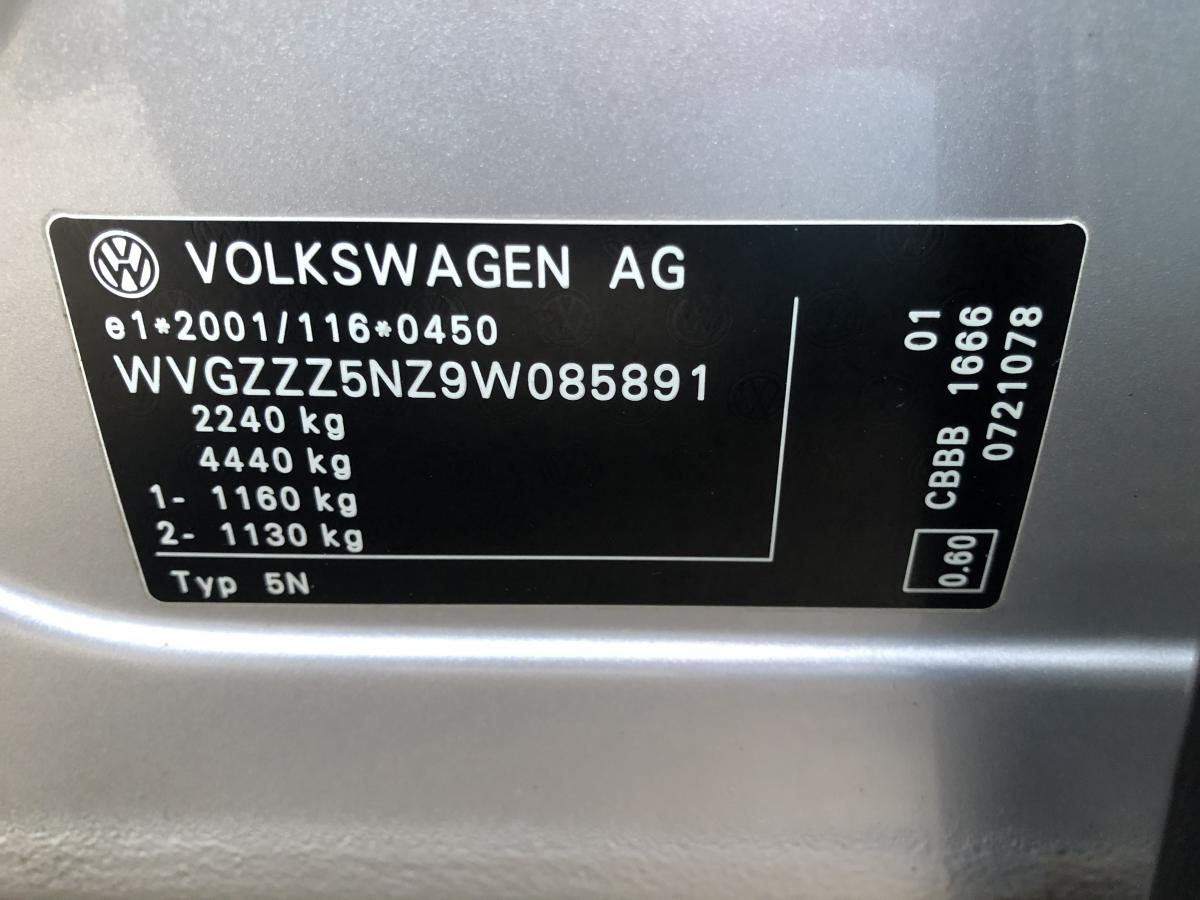 VOLKSWAGEN AG
e1*2001/116*0450
WVGZZZ5NZ9W085891
2240 kg
4440 kg
1- 1160 kg
2- 1130 kg
Typ 5N
01
CBBB 1666
0721078
0.60